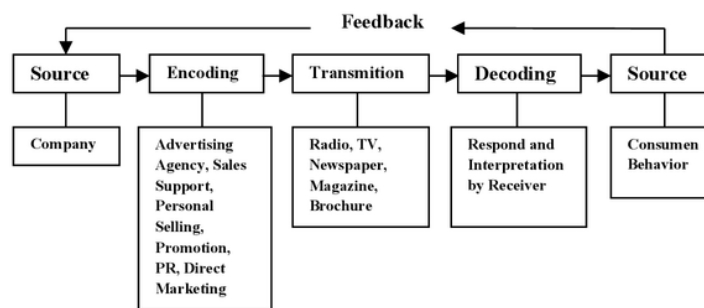 Feedback
Source
Encoding
Transmition
Decoding
Source
Company
Advertising
Agency, Sales
Support,
Personal
Selling,
Promotion,
PR, Direct
Marketing
Radio, TV,
Newspaper,
Magazine,
Brochure
Respond and
Interpretation
by Receiver
Consumen
Behavior